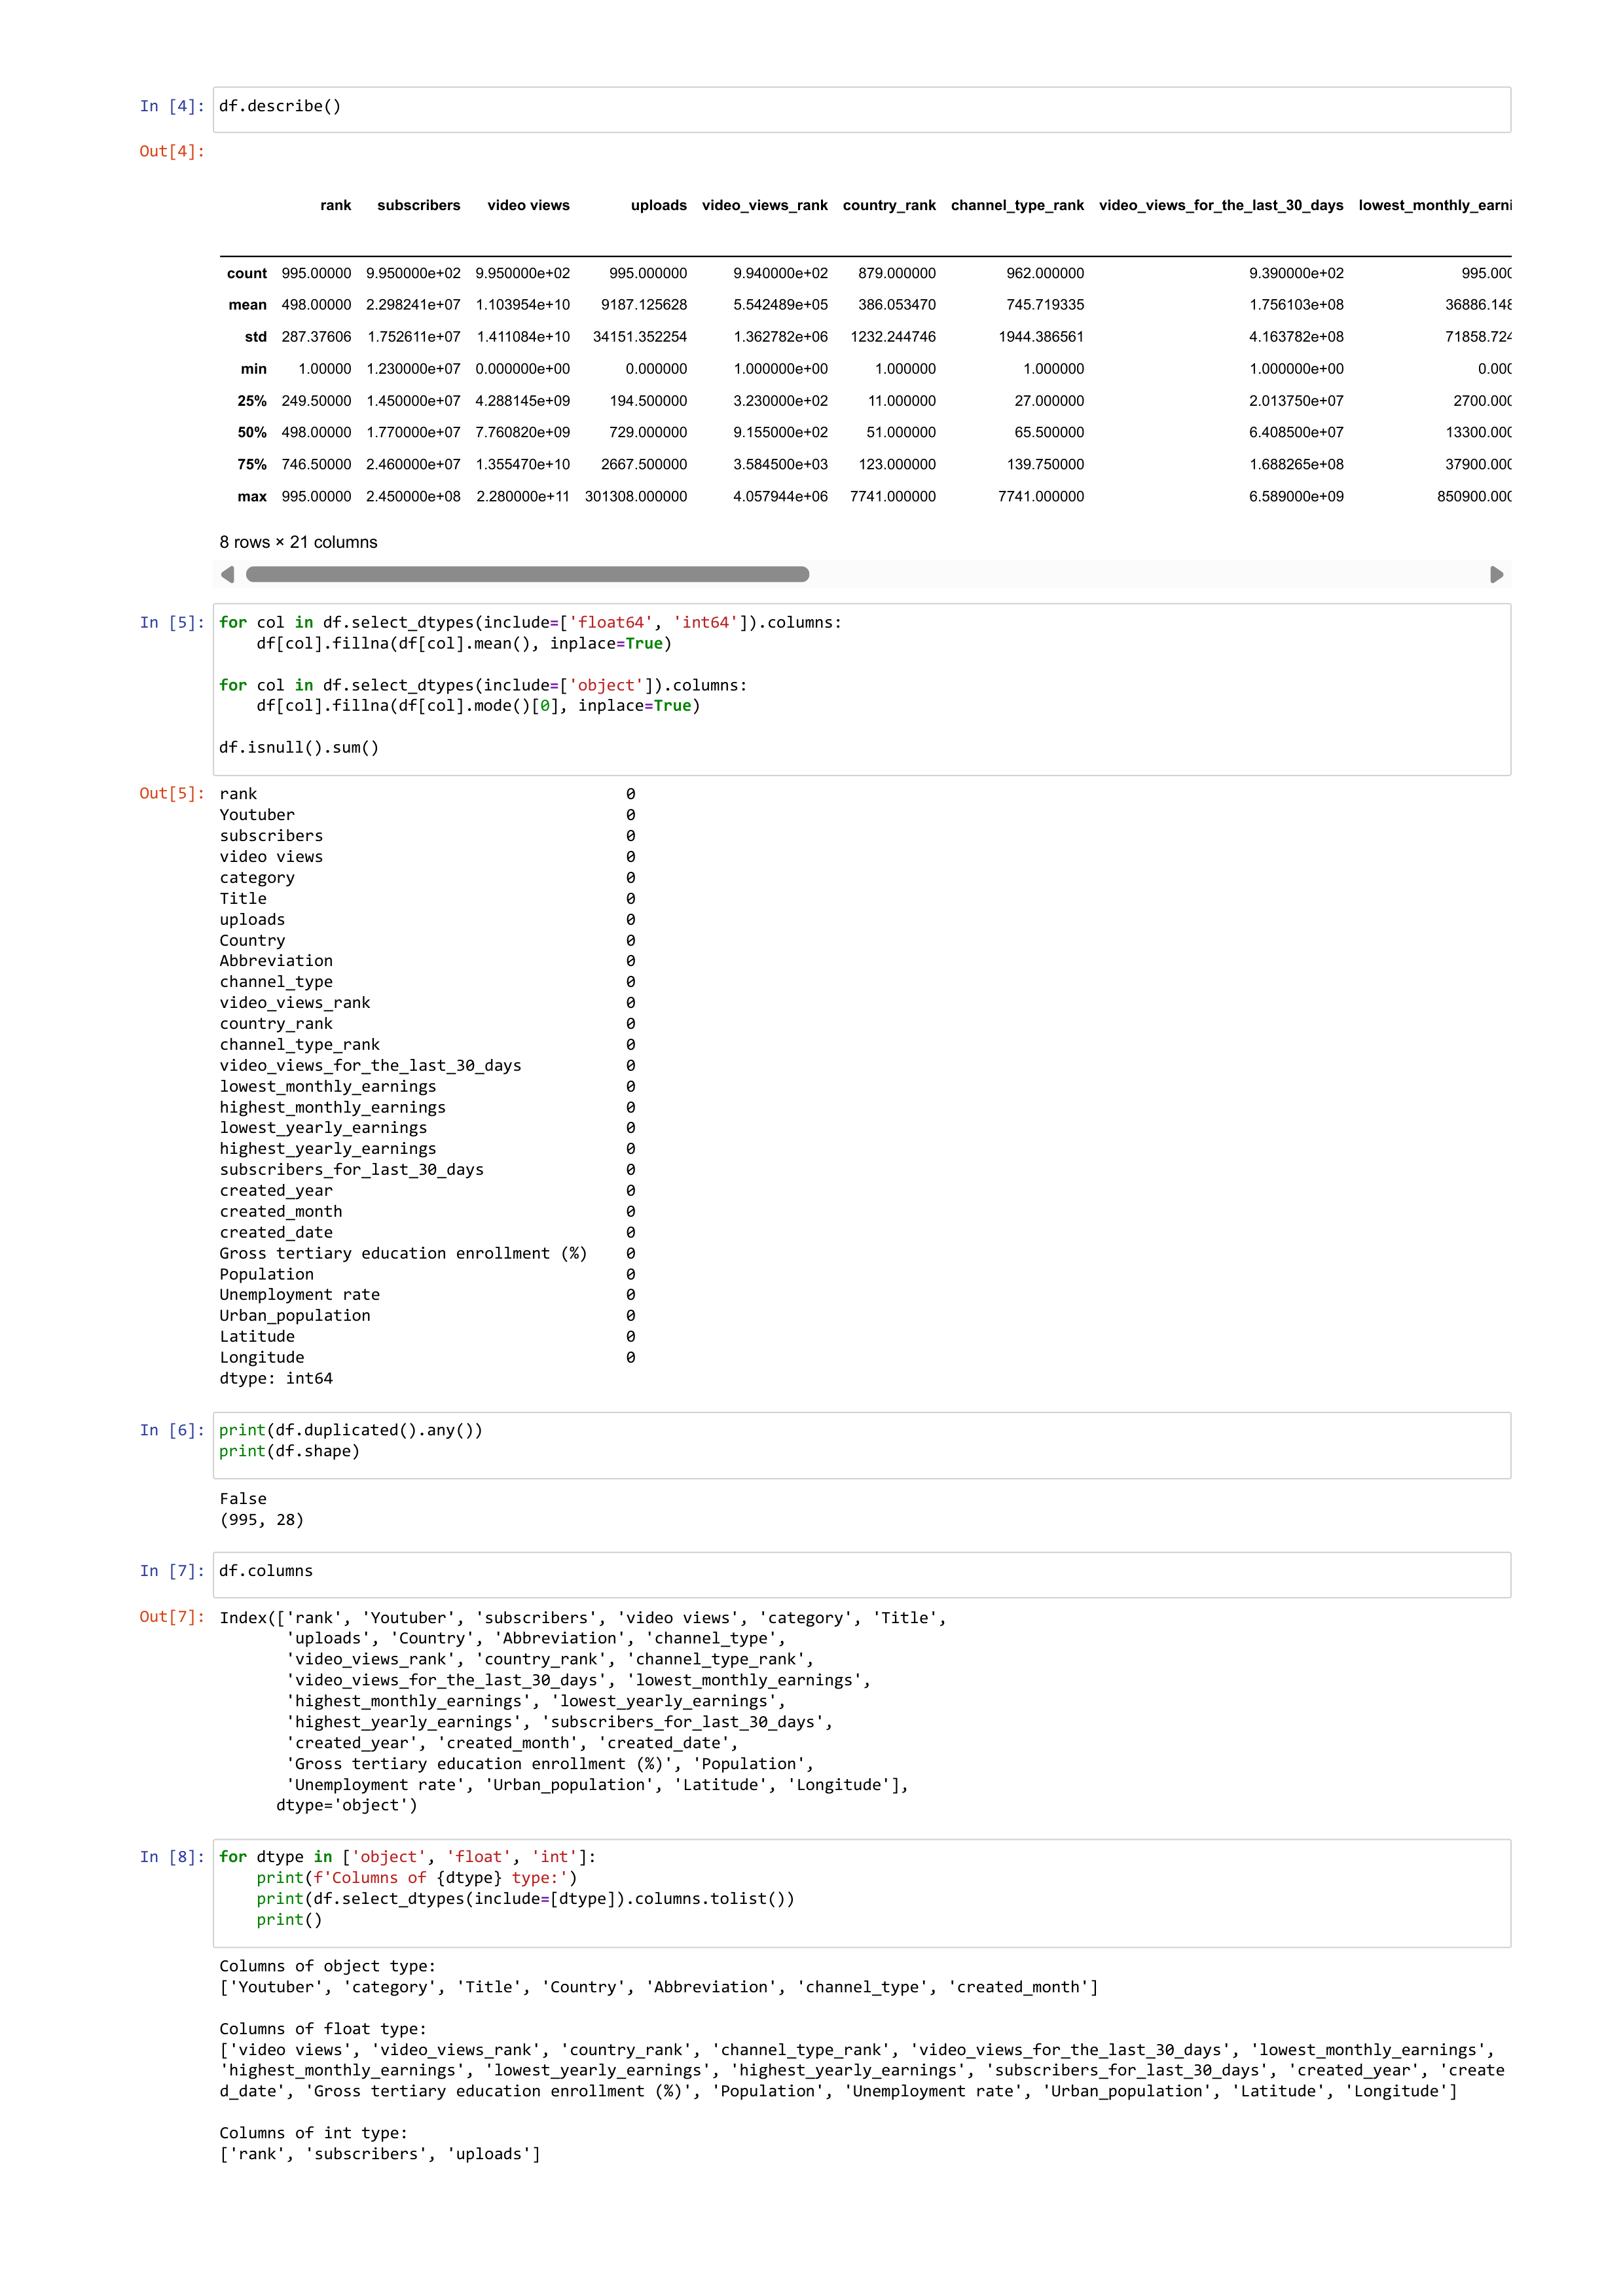 In [4]: df.describe()
Out[4]:
rank subscribers video views uploads video_views_rank country_rank channel_type_rank video_views_for_the_last_30_days lowest_monthly_earni
count 995.00000 9.950000e+02 9.950000e+02 995.000000 9.940000e+02 879.000000 962.000000 9.390000e+02 995.000
mean 498.00000 2.298241e+07 1.103954e+10 9187.125628 5.542489e+05 386.053470 745.719335 1.756103e+08 36886.148
std 287.37606 1.752611e+07 1.411084e+10 34151.352254 1.362782e+06 1232.244746 1944.386561 4.163782e+08 71858.724
min 1.00000 1.230000e+07 0.000000e+00 0.000000 1.000000e+00 1.000000 1.000000 1.000000e+00 0.000
25% 249.50000 1.450000e+07 4.288145e+09 194.500000 3.230000e+02 11.000000 27.000000 2.013750e+07 2700.000
50% 498.00000 1.770000e+07 7.760820e+09 729.000000 9.155000e+02 51.000000 65.500000 6.408500e+07 13300.000
75% 746.50000 2.460000e+07 1.355470e+10 2667.500000 3.584500e+03 123.000000 139.750000 1.688265e+08 37900.000
max 995.00000 2.450000e+08 2.280000e+11 301308.000000 4.057944e+06 7741.000000 7741.000000 6.589000e+09 850900.000
8 rows × 21 columns
In [5]: for col in df.select_dtypes(include=['float64', 'int64']).columns:
    df[col].fillna(df[col].mean(), inplace=True)
for col in df.select_dtypes(include=['object']).columns:
    df[col].fillna(df[col].mode()[0], inplace=True)
df.isnull().sum()
Out[5]: rank 0
Youtuber 0
subscribers 0
video views 0
category 0
Title 0
uploads 0
Country 0
Abbreviation 0
channel_type 0
video_views_rank 0
country_rank 0
channel_type_rank 0
video_views_for_the_last_30_days 0
lowest_monthly_earnings 0
highest_monthly_earnings 0
lowest_yearly_earnings 0
highest_yearly_earnings 0
subscribers_for_last_30_days 0
created_year 0
created_month 0
created_date 0
Gross tertiary education enrollment (%) 0
Population 0
Unemployment rate 0
Urban_population 0
Latitude 0
Longitude 0
dtype: int64
In [6]: print(df.duplicated().any())
print(df.shape)
False
(995, 28)
In [7]: df.columns
Out[7]: Index(['rank', 'Youtuber', 'subscribers', 'video views', 'category', 'Title',
'uploads', 'Country', 'Abbreviation', 'channel_type',
'video_views_rank', 'country_rank', 'channel_type_rank',
'video_views_for_the_last_30_days', 'lowest_monthly_earnings',
'highest_monthly_earnings', 'lowest_yearly_earnings',
'highest_yearly_earnings', 'subscribers_for_last_30_days',
'created_year', 'created_month', 'created_date',
'Gross tertiary education enrollment (%)', 'Population',
'Unemployment rate', 'Urban_population', 'Latitude', 'Longitude'],
dtype='object')
In [8]: for dtype in ['object', 'float', 'int']:
    print(f'Columns of {dtype} type:')
    print(df.select_dtypes(include=[dtype]).columns.tolist())
    print()
Columns of object type:
['Youtuber', 'category', 'Title', 'Country', 'Abbreviation', 'channel_type', 'created_month']
Columns of float type:
['video views', 'video_views_rank', 'country_rank', 'channel_type_rank', 'video_views_for_the_last_30_days', 'lowest_monthly_earnings',
'highest_monthly_earnings', 'lowest_yearly_earnings', 'highest_yearly_earnings', 'subscribers_for_last_30_days', 'created_year', 'create
d_date', 'Gross tertiary education enrollment (%)', 'Population', 'Unemployment rate', 'Urban_population', 'Latitude', 'Longitude']
Columns of int type:
['rank', 'subscribers', 'uploads']